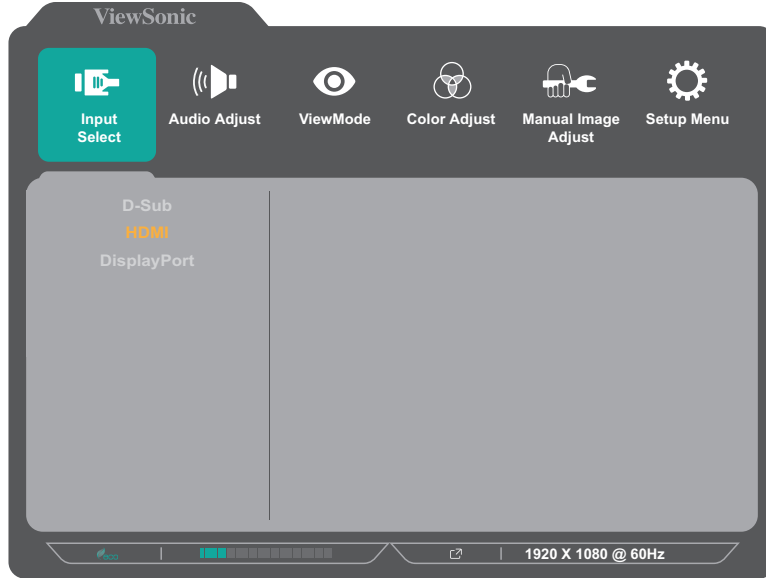 ViewSonic
Input
Select
Audio Adjust
ViewMode
Color Adjust
Manual Image
Adjust
Setup Menu
D-Sub
HDMI
DisplayPort
eco
1920 X 1080 @ 60Hz